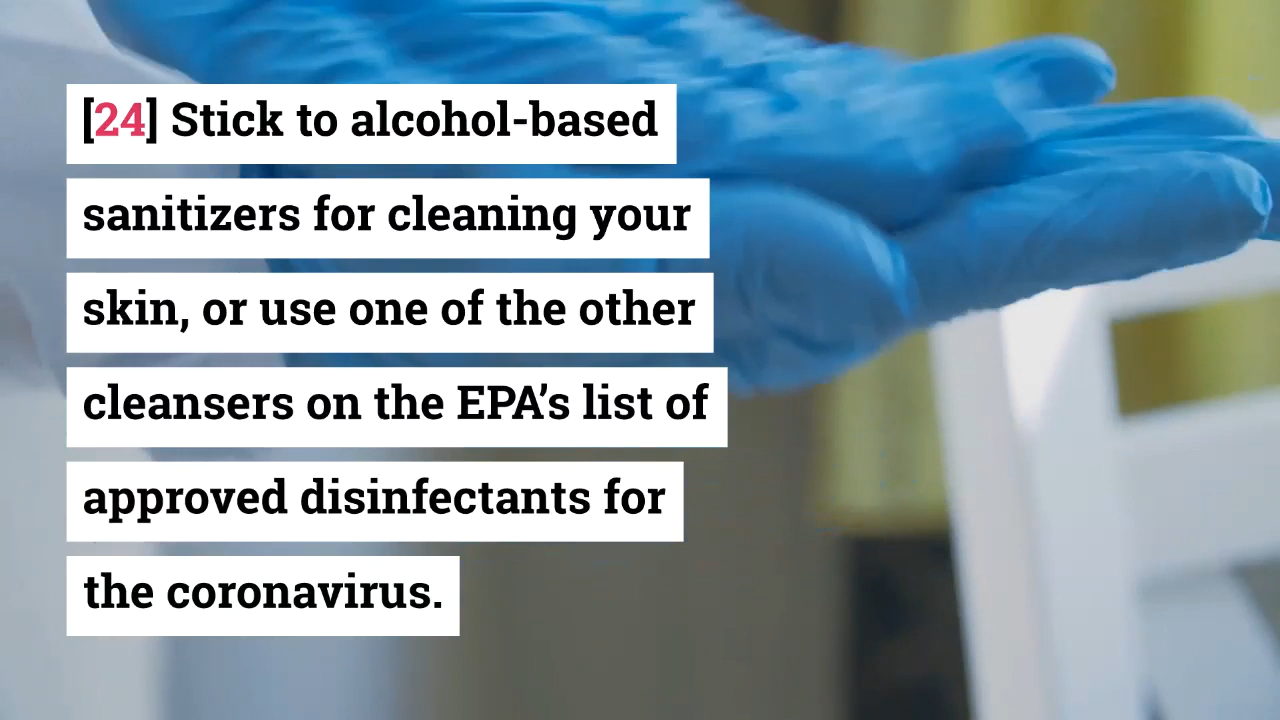 [24] Stick to alcohol-based
sanitizers for cleaning your
skin, or use one of the other
cleansers on the EPA’s list of
approved disinfectants for
the coronavirus.